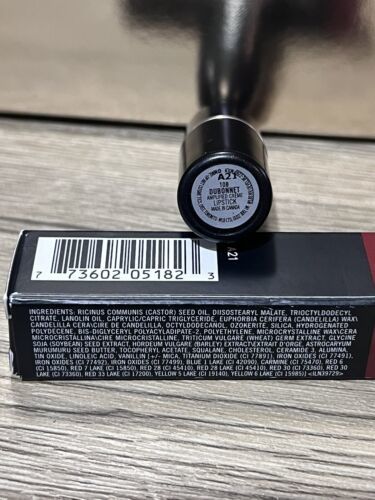 A21
108
DUBONNET
AMPLIFIED CRÈME
LIPSTICK
MADE IN CANADA
A21
7 73602 05182 3
INGREDIENTS: RICINUS COMMUNIS (CASTOR) SEED OIL, DIISOSTEARYL MALATE, TRIOCTYLDODECYL
CITRATE, LANOLIN OIL, CAPRYLIC/CAPRIC TRIGLYCERIDE, EUPHORBIA CERIFERA (CANDELILLA) WAX\
CANDELILLA CERA\CIRE DE CANDELILLA, OCTYLDODECANOL, OZOKERITE, SILICA, HYDROGENATED
POLYDECENE, BIS-DIGLYCERYL POLYACYLADIPATE-2, POLYETHYLENE, MICROCRYSTALLINE WAX\CERA
MICROCRISTALLINA\CIRE MICROCRISTALLINE, TRITICUM VULGARE (WHEAT) GERM EXTRACT, GLYCINE
SOJA (SOYBEAN) SEED EXTRACT, HORDEUM VULGARE (BARLEY) EXTRACT\EXTRAIT D'ORGE, ASTROCARYUM
MURUMURU SEED BUTTER, TOCOPHERYL ACETATE, SQUALANE, CHOLESTEROL, CERAMIDE 3, ALUMINA,
TIN OXIDE, LINOLEIC ACID, VANILLIN [+/- MICA, TITANIUM DIOXIDE (CI 77891), IRON OXIDES (CI 77491),
IRON OXIDES (CI 77492), IRON OXIDES (CI 77499), BLUE 1 LAKE (CI 42090), CARMINE (CI 75470), RED 6
(CI 15850), RED 7 LAKE (CI 15850), RED 28 LAKE (CI 45410), RED 30 (CI 73360), RED 30
LAKE (CI 73360), RED 33 LAKE (CI 17200), YELLOW 5 LAKE (CI 19140), YELLOW 6 LAKE (CI 15985)] <ILN39729>